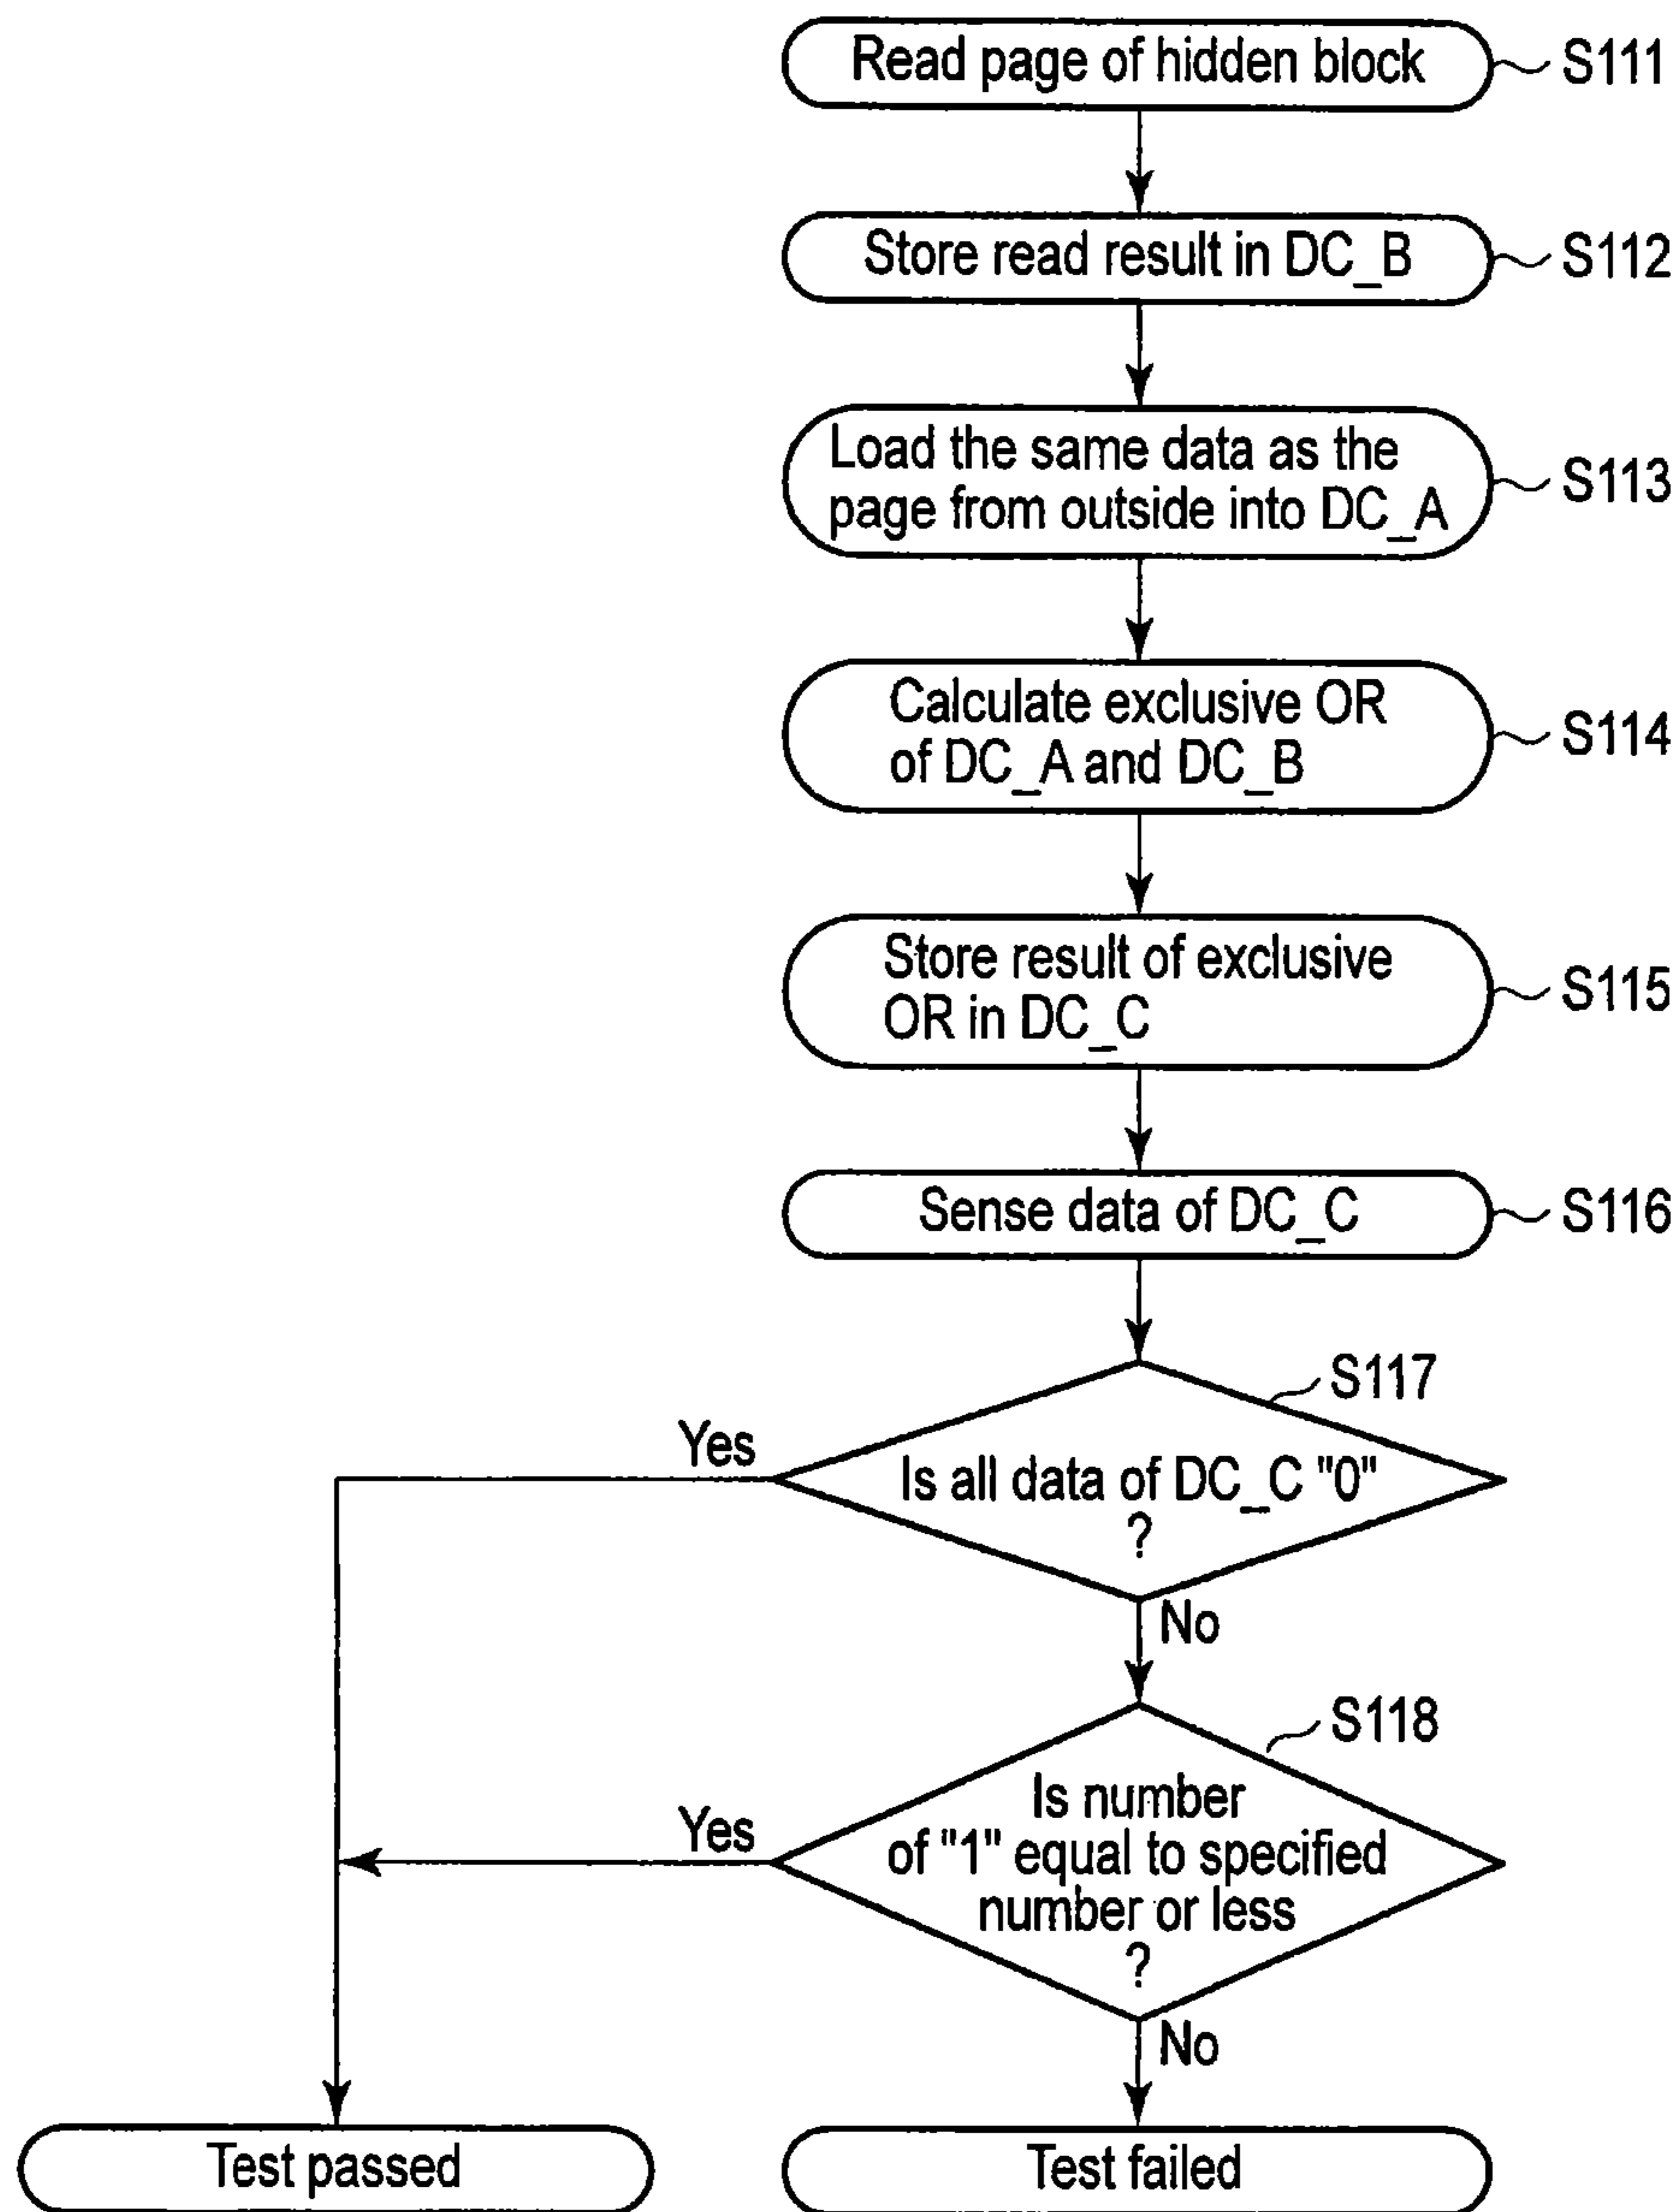 Read page of hidden block
S111
Store read result in DC_B
S112
Load the same data as the
page from outside into DC_A
S113
Calculate exclusive OR
of DC_A and DC_B
S114
Store result of exclusive
OR in DC_C
S115
Sense data of DC_C
S116
S117
Yes
Is all data of DC_C "0"
?
No
S118
Is number
Yes
of "1" equal to specified
number or less
?
No
Test passed
Test failed